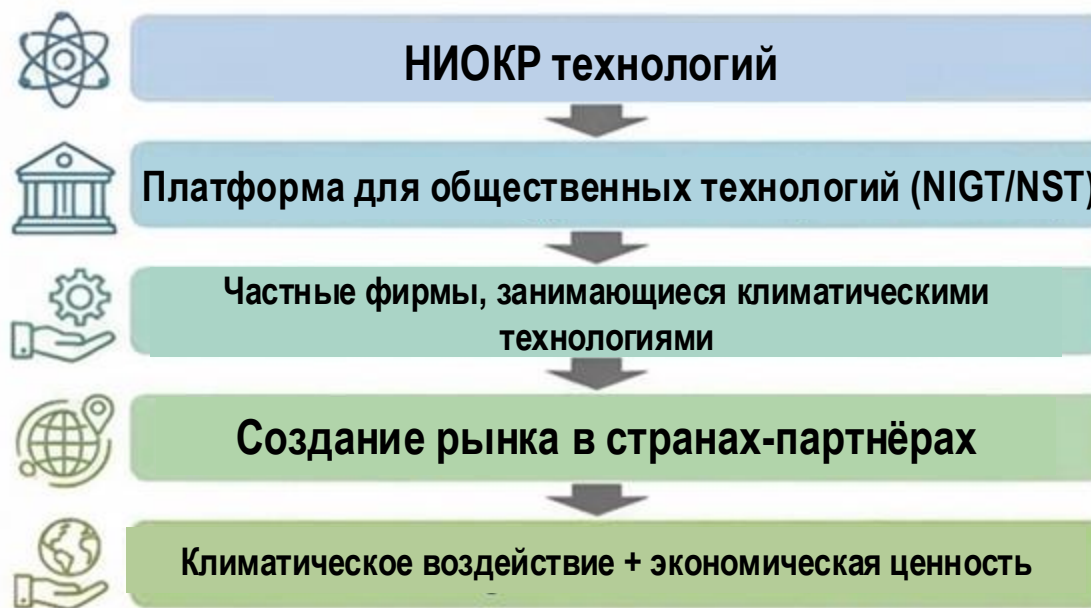 НИОКР технологий
Платформа для общественных технологий (NIGT/NST)
Частные фирмы, занимающиеся климатическими
технологиями
Создание рынка в странах-партнёрах
Климатическое воздействие + экономическая ценность